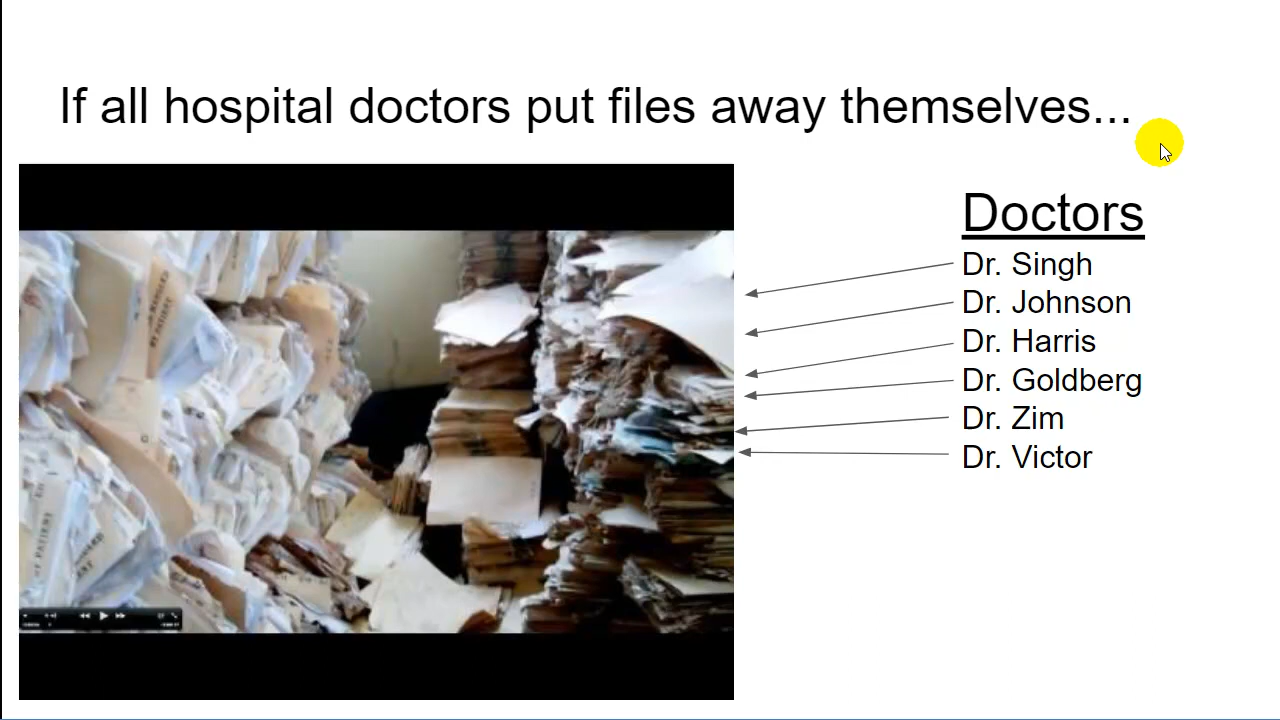 If all hospital doctors put files away themselves...
Doctors
Dr. Singh
Dr. Johnson
Dr. Harris
Dr. Goldberg
Dr. Zim
Dr. Victor